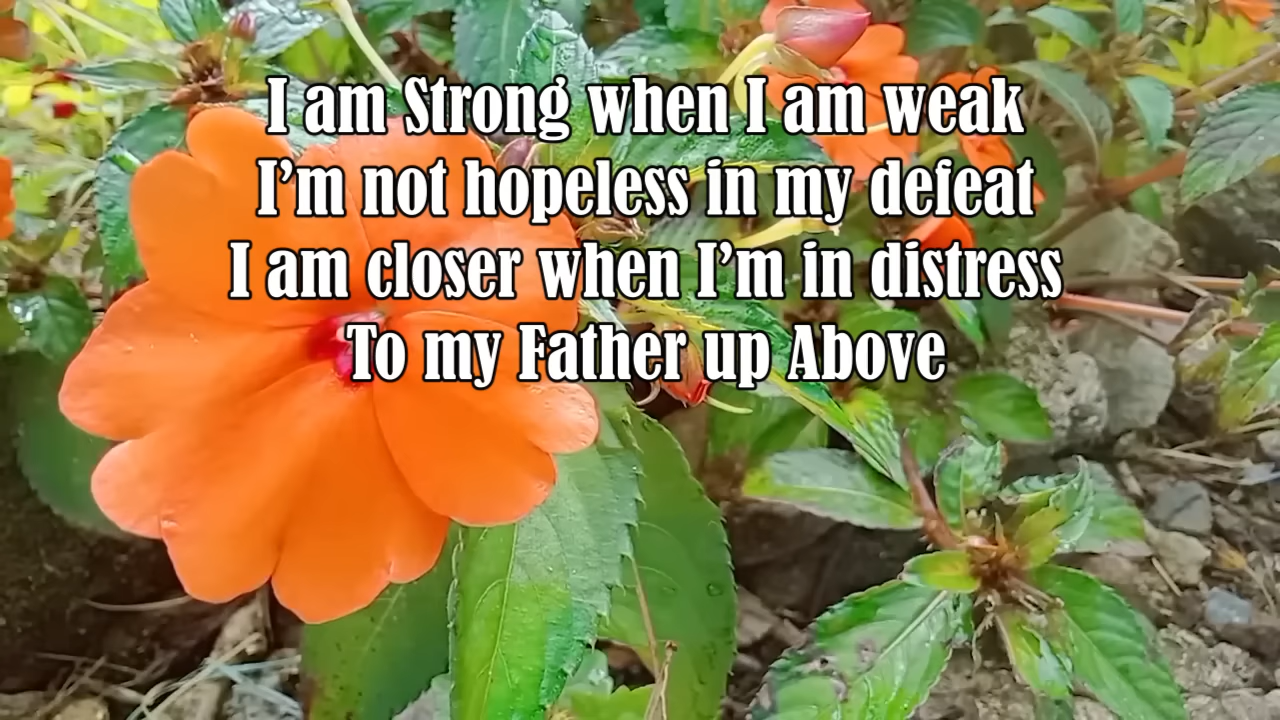 I am Strong when I am weak
I'm not hopeless in my defeat
I am closer when I'm in distress
To my Father up Above